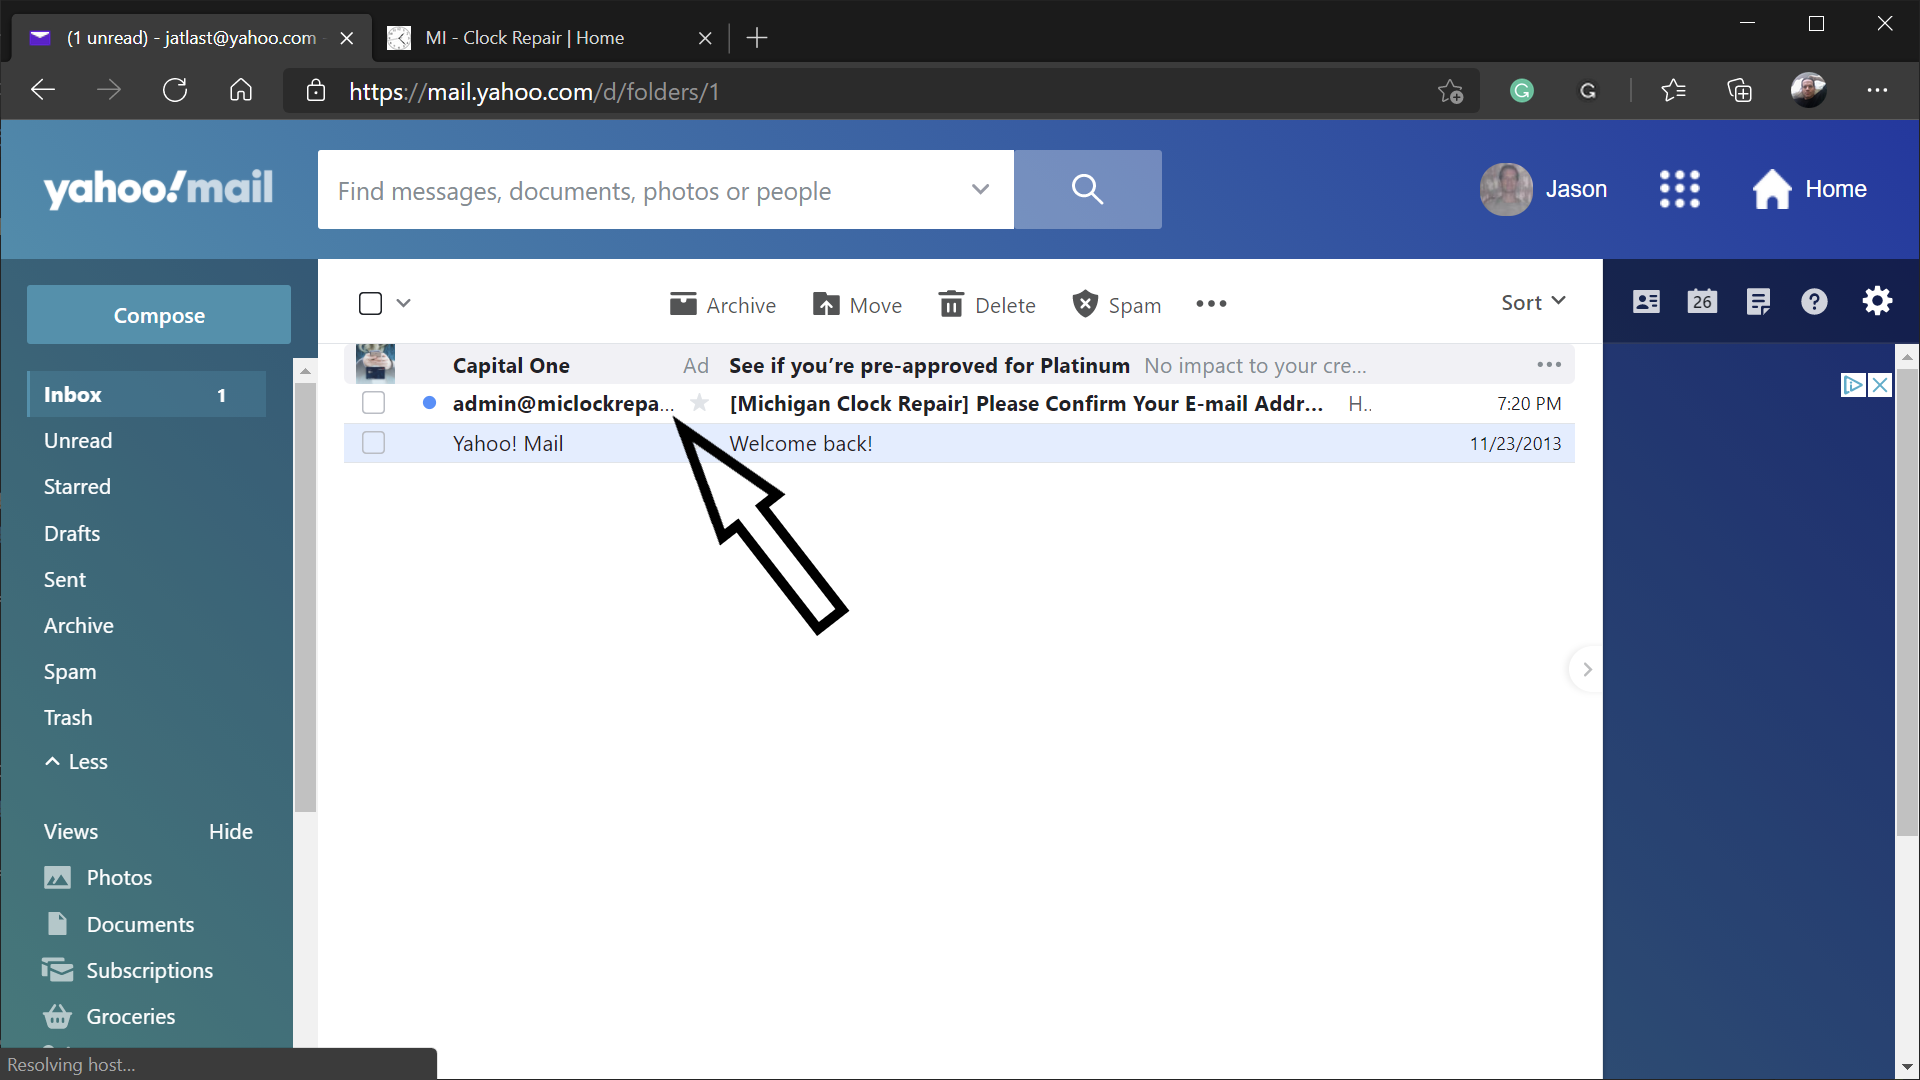 (1 unread) - jatlast@yahoo.com -
MI - Clock Repair | Home
https://mail.yahoo.com/d/folders/1
yahoo!mail
Find messages, documents, photos or people
Jason
Home
Compose
Archive
Move
Delete
Spam
Sort
26
Capital One Ad See if you’re pre-approved for Platinum No impact to your cre...
admin@miclockrepa... [Michigan Clock Repair] Please Confirm Your E-mail Addr... H.. 7:20 PM
Yahoo! Mail Welcome back! 11/23/2013
Inbox 1
Unread
Starred
Drafts
Sent
Archive
Spam
Trash
Less
Views Hide
Photos
Documents
Subscriptions
Groceries
Resolving host...